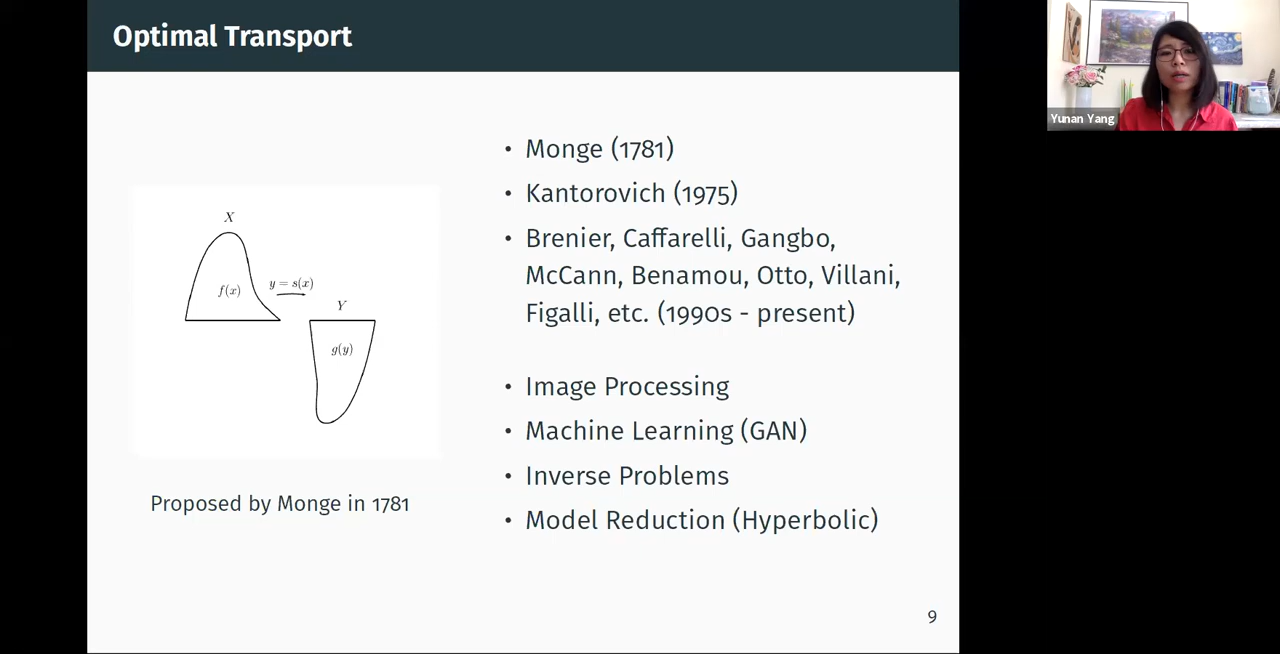 Optimal Transport
X
f(x)
y = s(x)
Y
g(y)
Proposed by Monge in 1781
• Monge (1781)
• Kantorovich (1975)
• Brenier, Caffarelli, Gangbo,
McCann, Benamou, Otto, Villani,
Figalli, etc. (1990s - present)
• Image Processing
• Machine Learning (GAN)
• Inverse Problems
• Model Reduction (Hyperbolic)
9
Yunan Yang